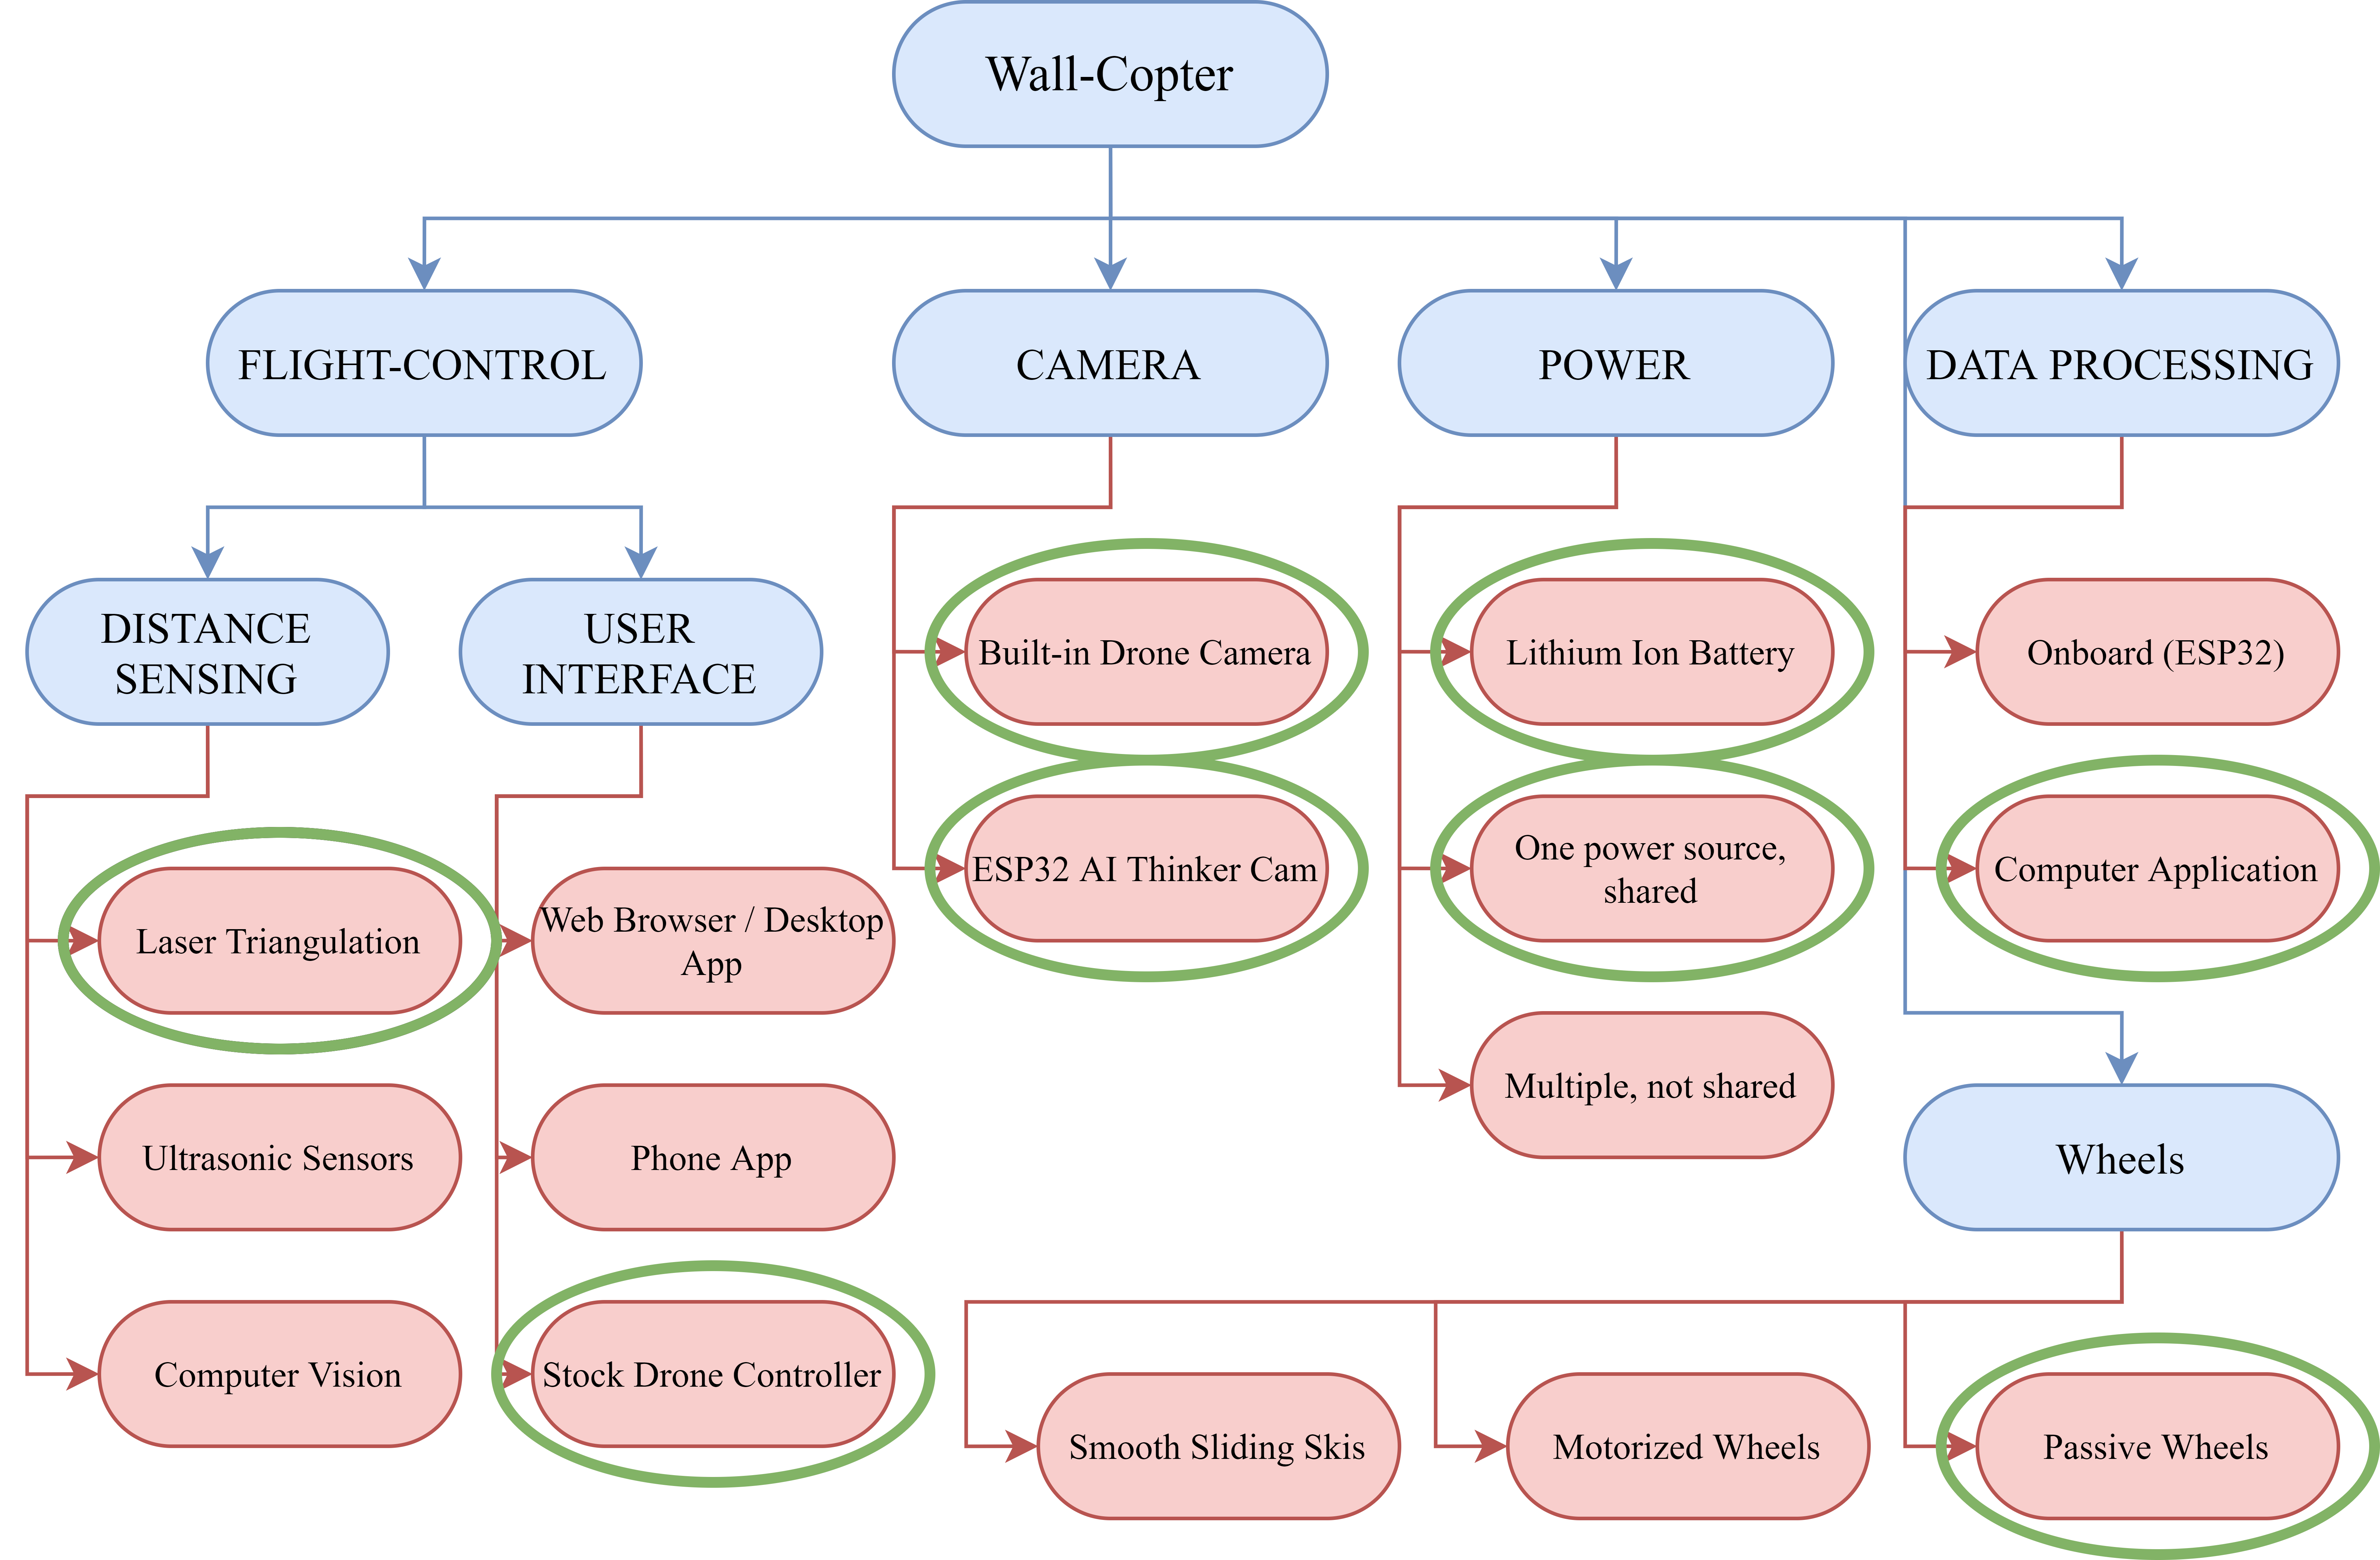 Wall-Copter
FLIGHT-CONTROL
CAMERA
POWER
DATA PROCESSING
DISTANCE
SENSING
USER
INTERFACE
Built-in Drone Camera
Lithium Ion Battery
Onboard (ESP32)
ESP32 AI Thinker Cam
One power source,
shared
Computer Application
Laser Triangulation
Web Browser / Desktop
App
Multiple, not shared
Ultrasonic Sensors
Phone App
Wheels
Computer Vision
Stock Drone Controller
Smooth Sliding Skis
Motorized Wheels
Passive Wheels